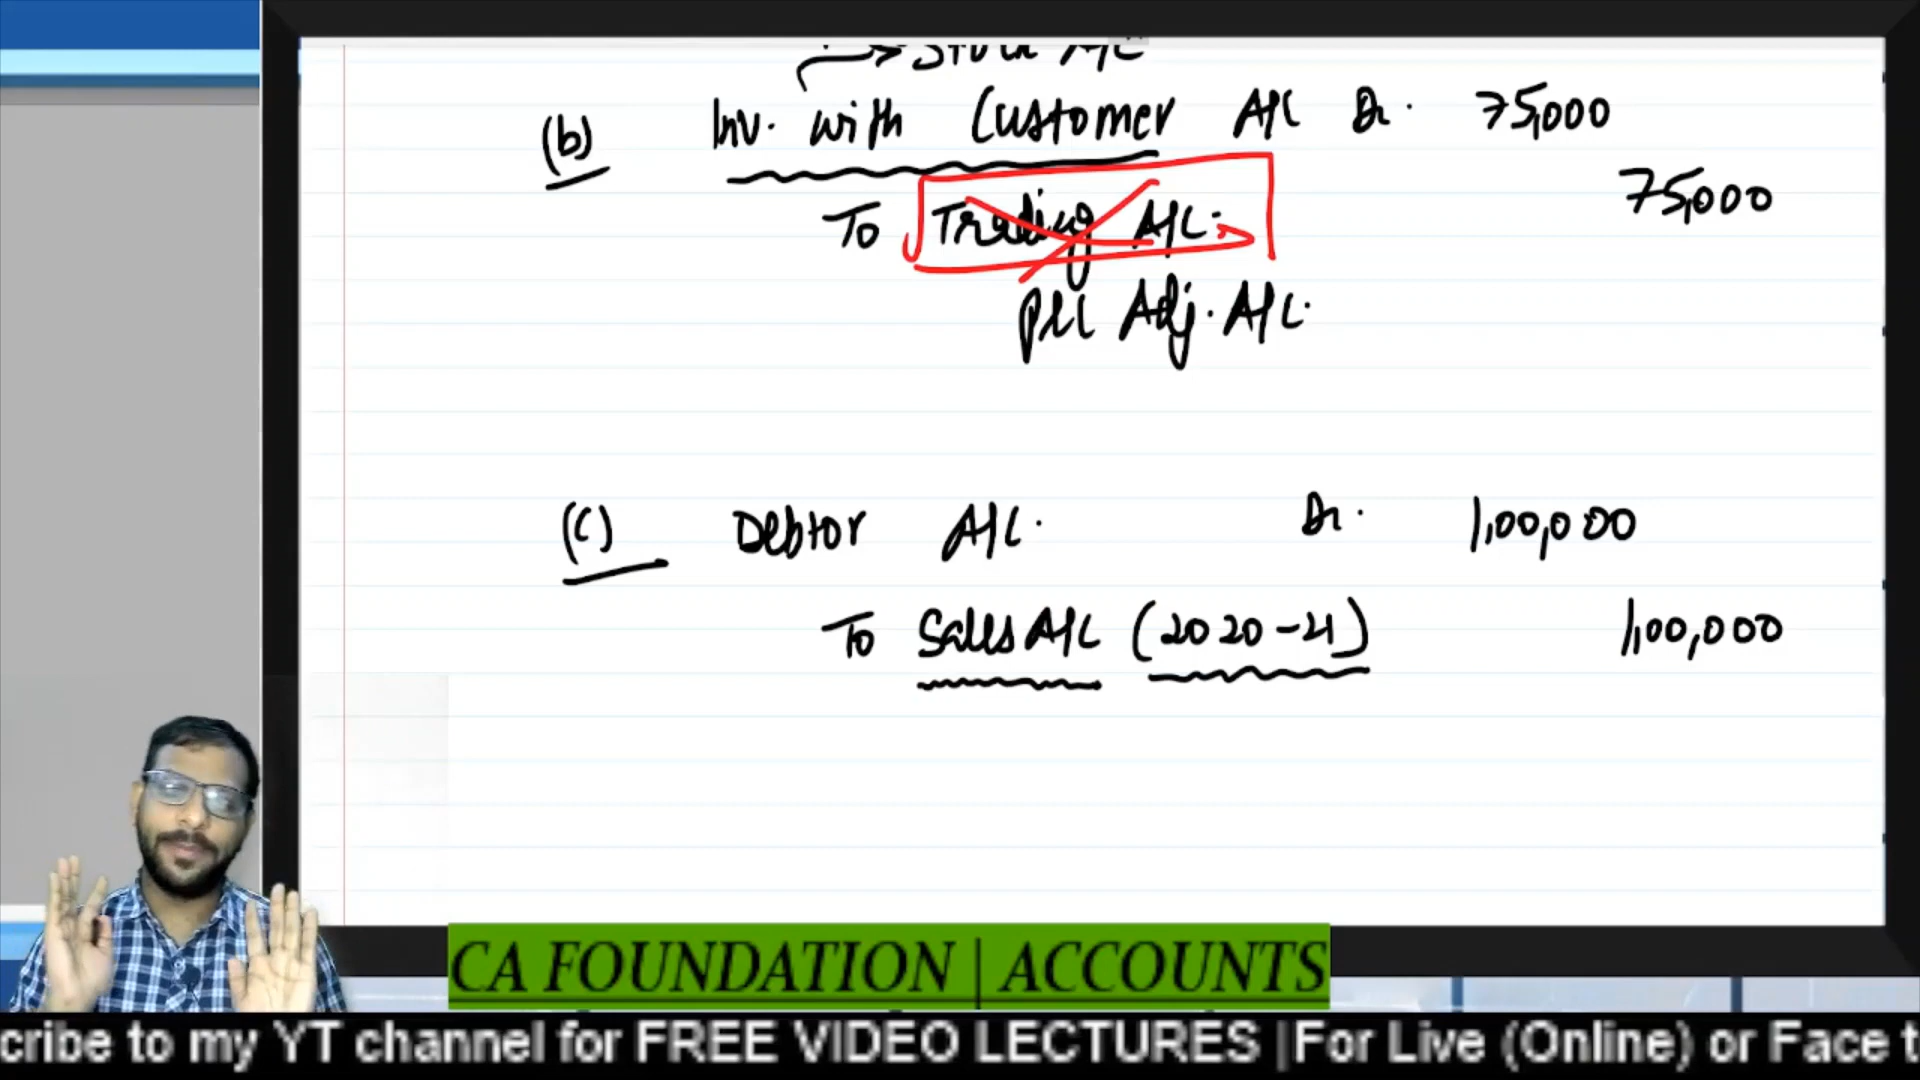 → Stock A/C
(b) Inv. with Customer A/C Dr. 75,000
To Trading A/C. 75,000
P&L Adj. A/C.
(c) Debtor A/C. Dr. 1,00,000
To Sales A/C (2020-21) 1,00,000
CA FOUNDATION | ACCOUNTS
cribe to my YT channel for FREE VIDEO LECTURES |For Live (Online) or Face t